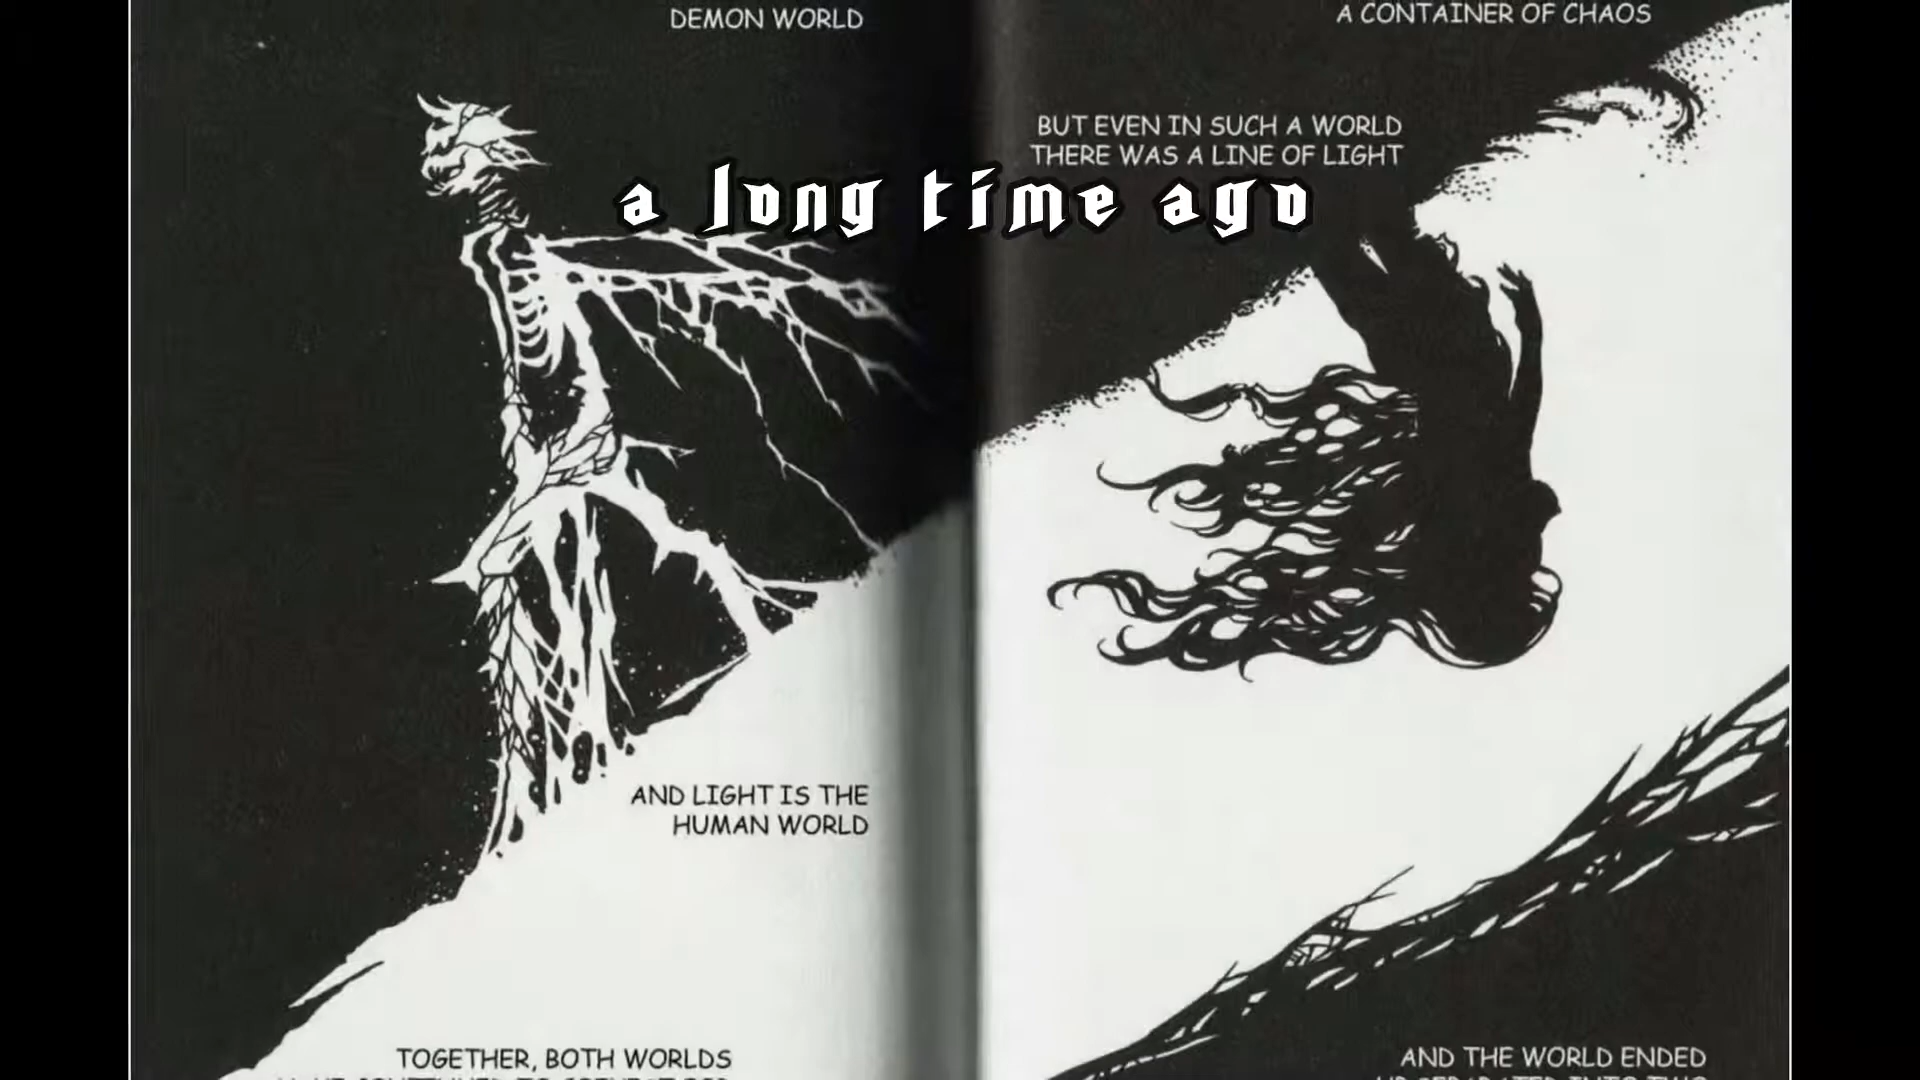 DEMON WORLD
A CONTAINER OF CHAOS
BUT EVEN IN SUCH A WORLD
THERE WAS A LINE OF LIGHT
a long time ago
AND LIGHT IS THE
HUMAN WORLD
TOGETHER, BOTH WORLDS
AND THE WORLD ENDED